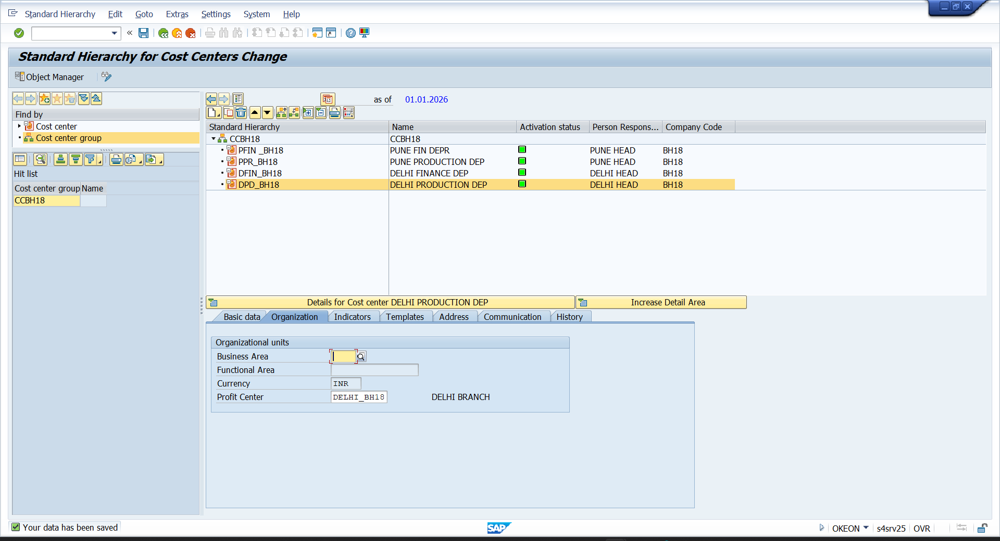 Standard Hierarchy Edit Goto Extras Settings System Help
Standard Hierarchy for Cost Centers Change
Object Manager
as of 01.01.2026
Find by
Cost center
Cost center group
Hit list
Cost center group Name
CCBH18
Standard Hierarchy Name Activation status Person Respons... Company Code
CCBH18 CCBH18
PFIN _BH18 PUNE FIN DEPR PUNE HEAD BH18
PPR_BH18 PUNE PRODUCTION DEP PUNE HEAD BH18
DFIN_BH18 DELHI FINANCE DEP DELHI HEAD BH18
DPD_BH18 DELHI PRODUCTION DEP DELHI HEAD BH18
Details for Cost center DELHI PRODUCTION DEP Increase Detail Area
Basic data Organization Indicators Templates Address Communication History
Organizational units
Business Area
Functional Area
Currency INR
Profit Center DELHI_BH18 DELHI BRANCH
Your data has been saved SAP OKEON s4srv25 OVR